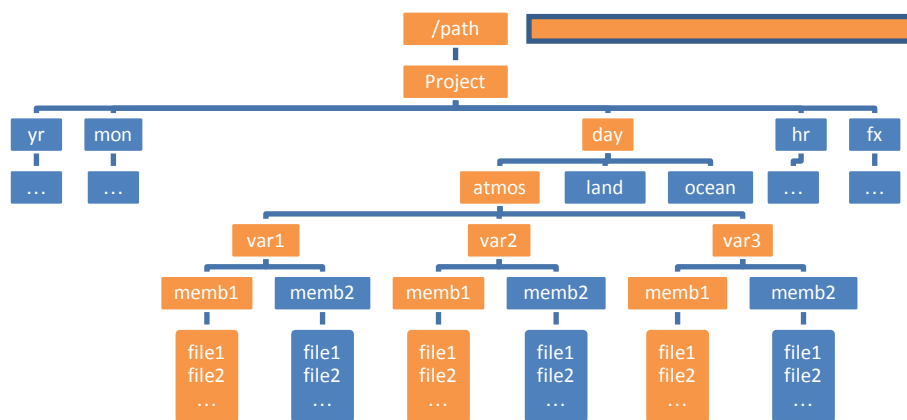 /path
Project
yr mon day hr fx
... ... atmos land ocean ... ...
var1 var2 var3
memb1 memb2 memb1 memb2 memb1 memb2
file1 file1 file1 file1 file1 file1
file2 file2 file2 file2 file2 file2
... ... ... ... ... ...